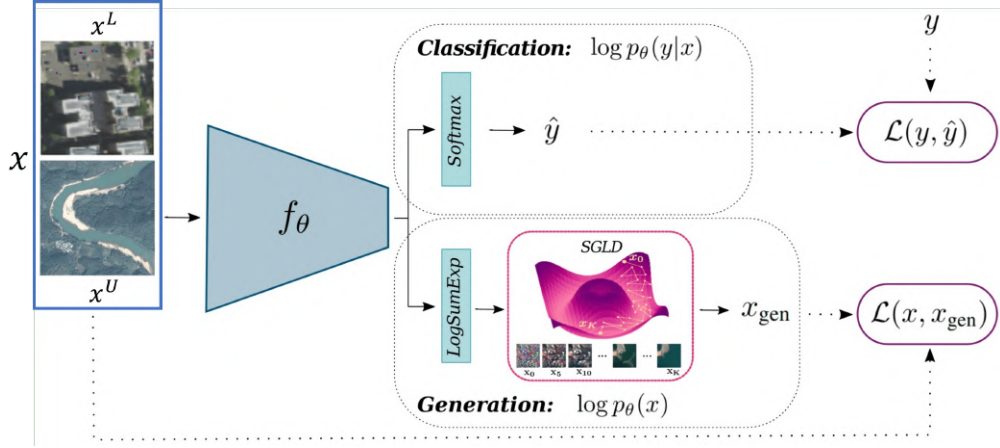 x^L
x
x^U
f_θ
Classification: log p_θ(y|x)
Softmax
ŷ
y
L(y, ŷ)
LogSumExp
SGLD
x_0
x_K
x_0 x_5 x_10 ... ... x_K
x_gen
L(x, x_gen)
Generation: log p_θ(x)